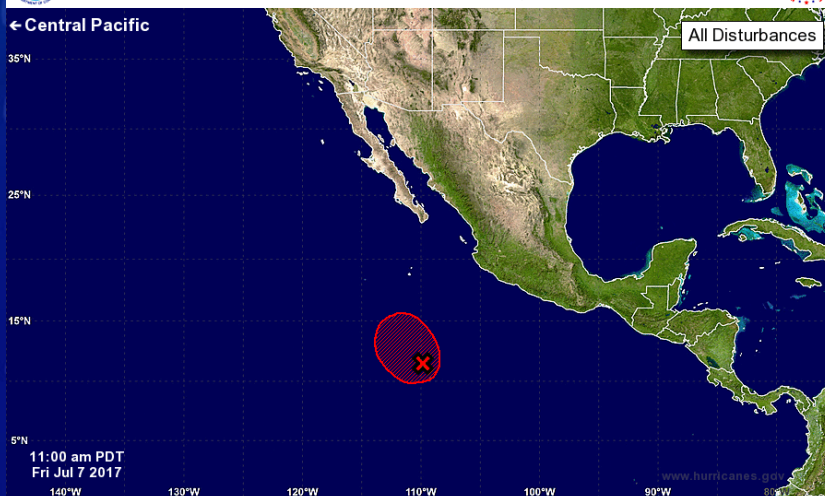 ←Central Pacific
All Disturbances
35°N
25°N
15°N
5°N
11:00 am PDT
Fri Jul 7 2017
www.hurricanes.gov
140°W 130°W 120°W 110°W 100°W 90°W